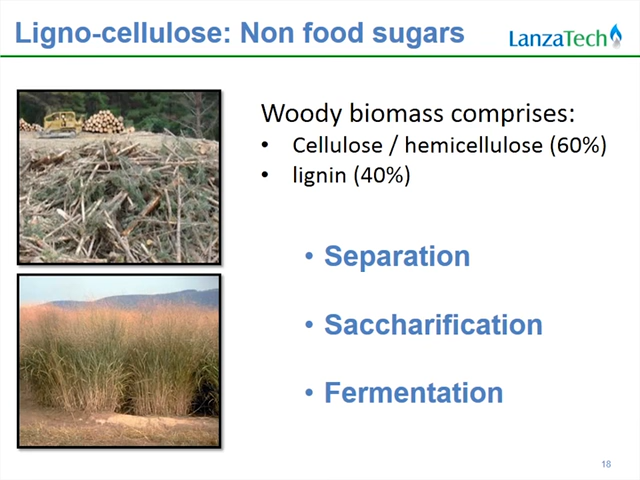 Ligno-cellulose: Non food sugars
LanzaTech
Woody biomass comprises:
• Cellulose / hemicellulose (60%)
• lignin (40%)
• Separation
• Saccharification
• Fermentation
18